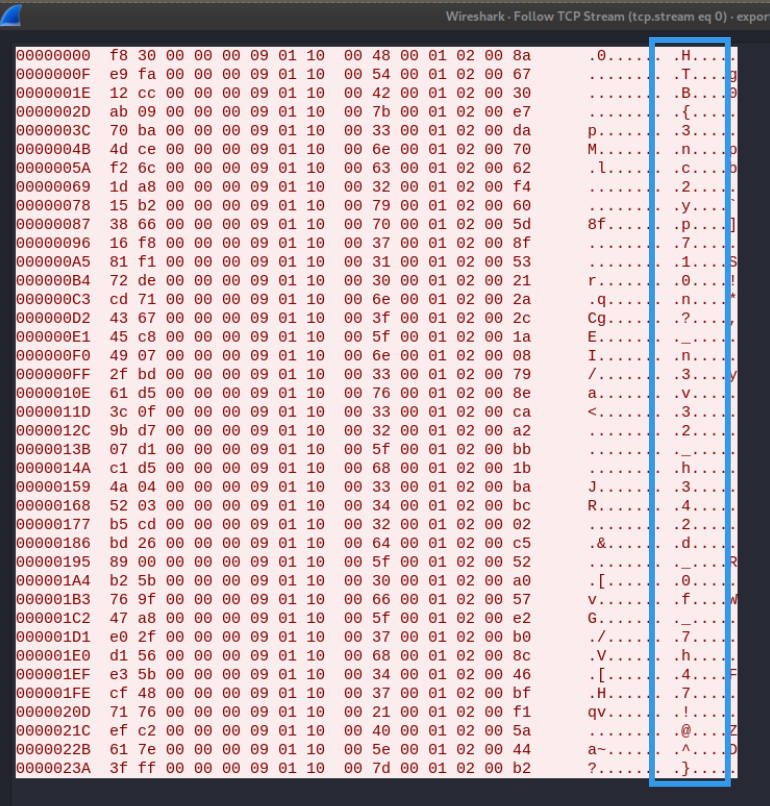 Wireshark · Follow TCP Stream (tcp.stream eq 0) · expor
00000000 f8 30 00 00 00 09 01 10 00 48 00 01 02 00 8a .0...... .H.....
0000000F e9 fa 00 00 00 09 01 10 00 54 00 01 02 00 67 ........ .T....g
0000001E 12 cc 00 00 00 09 01 10 00 42 00 01 02 00 30 ........ .B....0
0000002D ab 09 00 00 00 09 01 10 00 7b 00 01 02 00 e7 ........ .{.....
0000003C 70 ba 00 00 00 09 01 10 00 33 00 01 02 00 da p....... .3.....
0000004B 4d ce 00 00 00 09 01 10 00 6e 00 01 02 00 70 M....... .n....p
0000005A f2 6c 00 00 00 09 01 10 00 63 00 01 02 00 62 .l...... .c....b
00000069 1d a8 00 00 00 09 01 10 00 32 00 01 02 00 f4 ........ .2.....
00000078 15 b2 00 00 00 09 01 10 00 79 00 01 02 00 60 ........ .y....`
00000087 38 66 00 00 00 09 01 10 00 70 00 01 02 00 5d 8f...... .p....]
00000096 16 f8 00 00 00 09 01 10 00 37 00 01 02 00 8f ........ .7.....
000000A5 81 f1 00 00 00 09 01 10 00 31 00 01 02 00 53 ........ .1....S
000000B4 72 de 00 00 00 09 01 10 00 30 00 01 02 00 21 r....... .0....!
000000C3 cd 71 00 00 00 09 01 10 00 6e 00 01 02 00 2a .q...... .n....*
000000D2 43 67 00 00 00 09 01 10 00 3f 00 01 02 00 2c Cg...... .?....,
000000E1 45 c8 00 00 00 09 01 10 00 5f 00 01 02 00 1a E....... ._.....
000000F0 49 07 00 00 00 09 01 10 00 6e 00 01 02 00 08 I....... .n.....
000000FF 2f bd 00 00 00 09 01 10 00 33 00 01 02 00 79 /....... .3....y
0000010E 61 d5 00 00 00 09 01 10 00 76 00 01 02 00 8e a....... .v.....
0000011D 3c 0f 00 00 00 09 01 10 00 33 00 01 02 00 ca <....... .3.....
0000012C 9b d7 00 00 00 09 01 10 00 32 00 01 02 00 a2 ........ .2.....
0000013B 07 d1 00 00 00 09 01 10 00 5f 00 01 02 00 bb ........ ._.....
0000014A c1 d5 00 00 00 09 01 10 00 68 00 01 02 00 1b ........ .h.....
00000159 4a 04 00 00 00 09 01 10 00 33 00 01 02 00 ba J....... .3.....
00000168 52 03 00 00 00 09 01 10 00 34 00 01 02 00 bc R....... .4.....
00000177 b5 cd 00 00 00 09 01 10 00 32 00 01 02 00 02 ........ .2.....
00000186 bd 26 00 00 00 09 01 10 00 64 00 01 02 00 c5 .&...... .d.....
00000195 89 00 00 00 00 09 01 10 00 5f 00 01 02 00 52 ........ ._....R
000001A4 b2 5b 00 00 00 09 01 10 00 30 00 01 02 00 a0 .[...... .0.....
000001B3 76 9f 00 00 00 09 01 10 00 66 00 01 02 00 57 v....... .f....W
000001C2 47 a8 00 00 00 09 01 10 00 5f 00 01 02 00 e2 G....... ._.....
000001D1 e0 2f 00 00 00 09 01 10 00 37 00 01 02 00 b0 ./...... .7.....
000001E0 d1 56 00 00 00 09 01 10 00 68 00 01 02 00 8c .V...... .h.....
000001EF e3 5b 00 00 00 09 01 10 00 34 00 01 02 00 46 .[...... .4....F
000001FE cf 48 00 00 00 09 01 10 00 37 00 01 02 00 bf .H...... .7.....
0000020D 71 76 00 00 00 09 01 10 00 21 00 01 02 00 f1 qv...... .!.....
0000021C ef c2 00 00 00 09 01 10 00 40 00 01 02 00 5a ........ .@....Z
0000022B 61 7e 00 00 00 09 01 10 00 5e 00 01 02 00 44 a~...... .^....D
0000023A 3f ff 00 00 00 09 01 10 00 7d 00 01 02 00 b2 ?....... .}.....